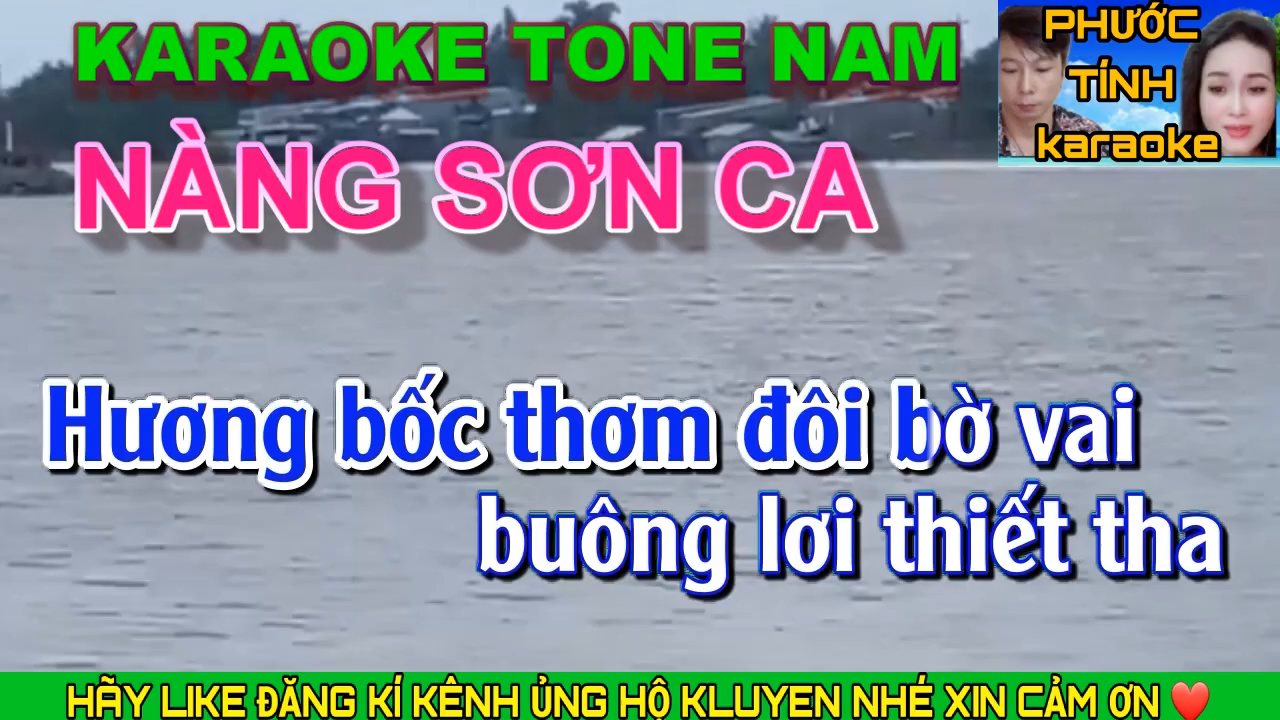 KARAOKE TONE NAM
PHƯỚC
TÍNH
karaoke
NÀNG SƠN CA
Hương bốc thơm đôi bờ vai
buông lơi thiết tha
HÃY LIKE ĐĂNG KÍ KÊNH ỦNG HỘ KLUYEN NHÉ XIN CẢM ƠN ❤️